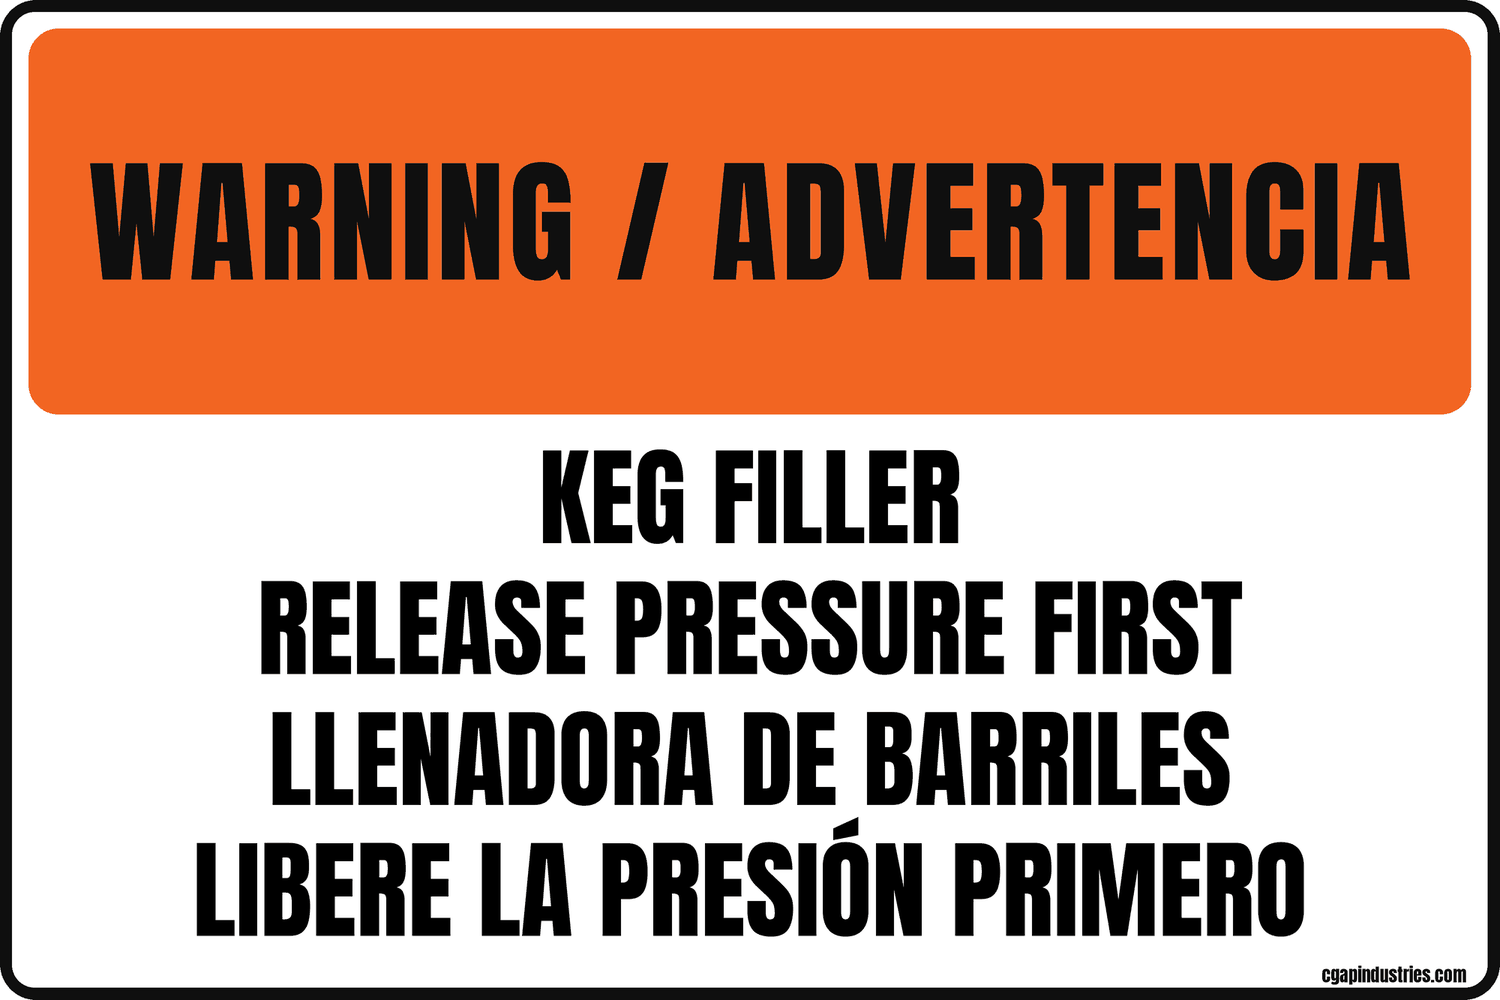 WARNING / ADVERTENCIA
KEG FILLER
RELEASE PRESSURE FIRST
LLENADORA DE BARRILES
LIBERE LA PRESIÓN PRIMERO
cgapindustries.com